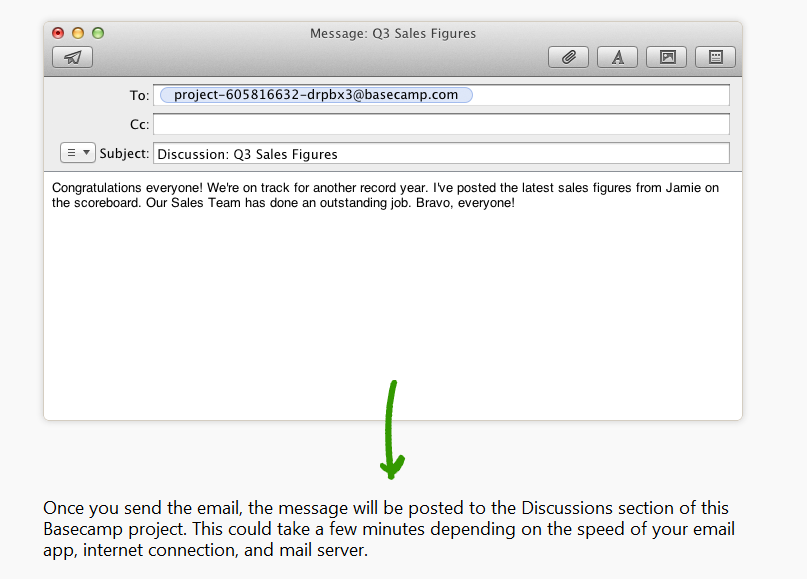 Message: Q3 Sales Figures
To: project-605816632-drpbx3@basecamp.com
Cc:
Subject: Discussion: Q3 Sales Figures
Congratulations everyone! We're on track for another record year. I've posted the latest sales figures from Jamie on
the scoreboard. Our Sales Team has done an outstanding job. Bravo, everyone!
Once you send the email, the message will be posted to the Discussions section of this
Basecamp project. This could take a few minutes depending on the speed of your email
app, internet connection, and mail server.